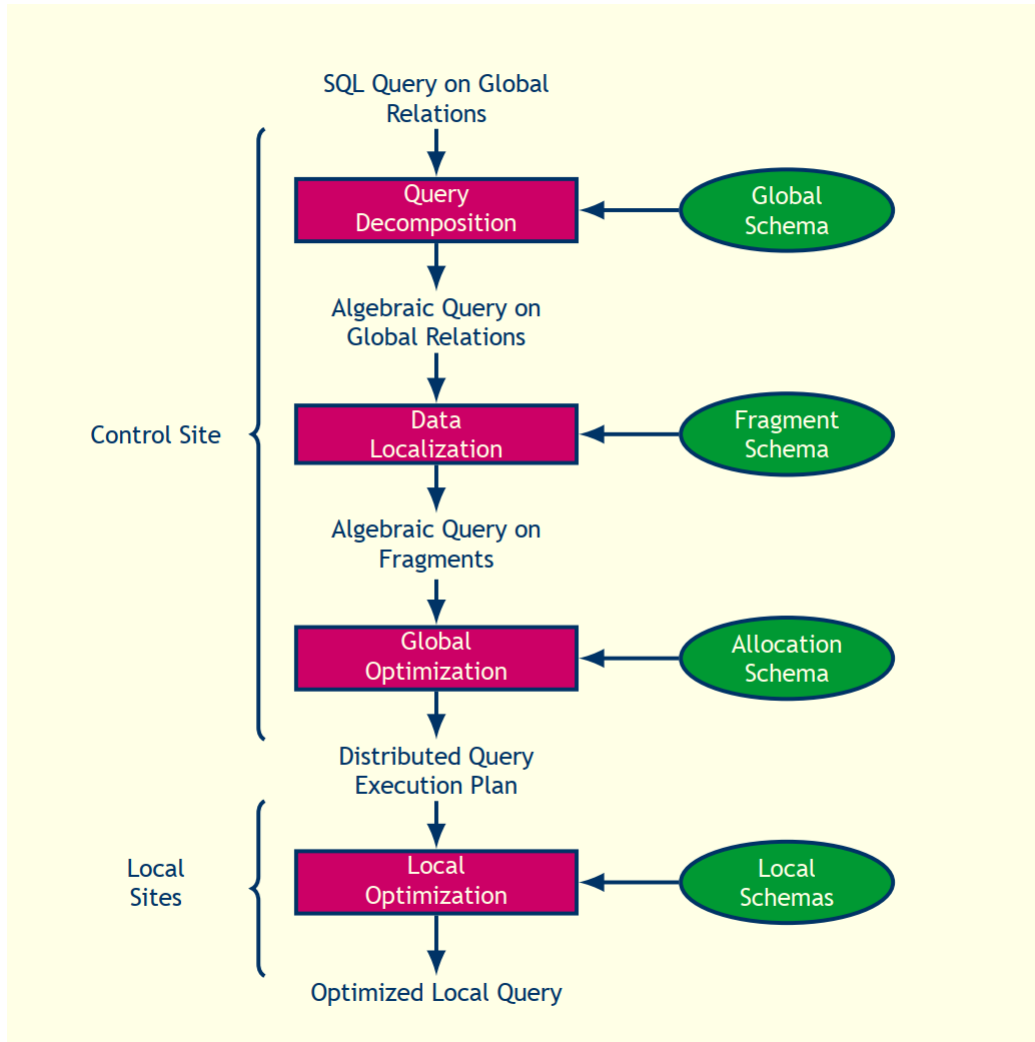 SQL Query on Global
Relations
Query
Decomposition
Global
Schema
Algebraic Query on
Global Relations
Control Site
Data
Localization
Fragment
Schema
Algebraic Query on
Fragments
Global
Optimization
Allocation
Schema
Distributed Query
Execution Plan
Local
Sites
Local
Optimization
Local
Schemas
Optimized Local Query